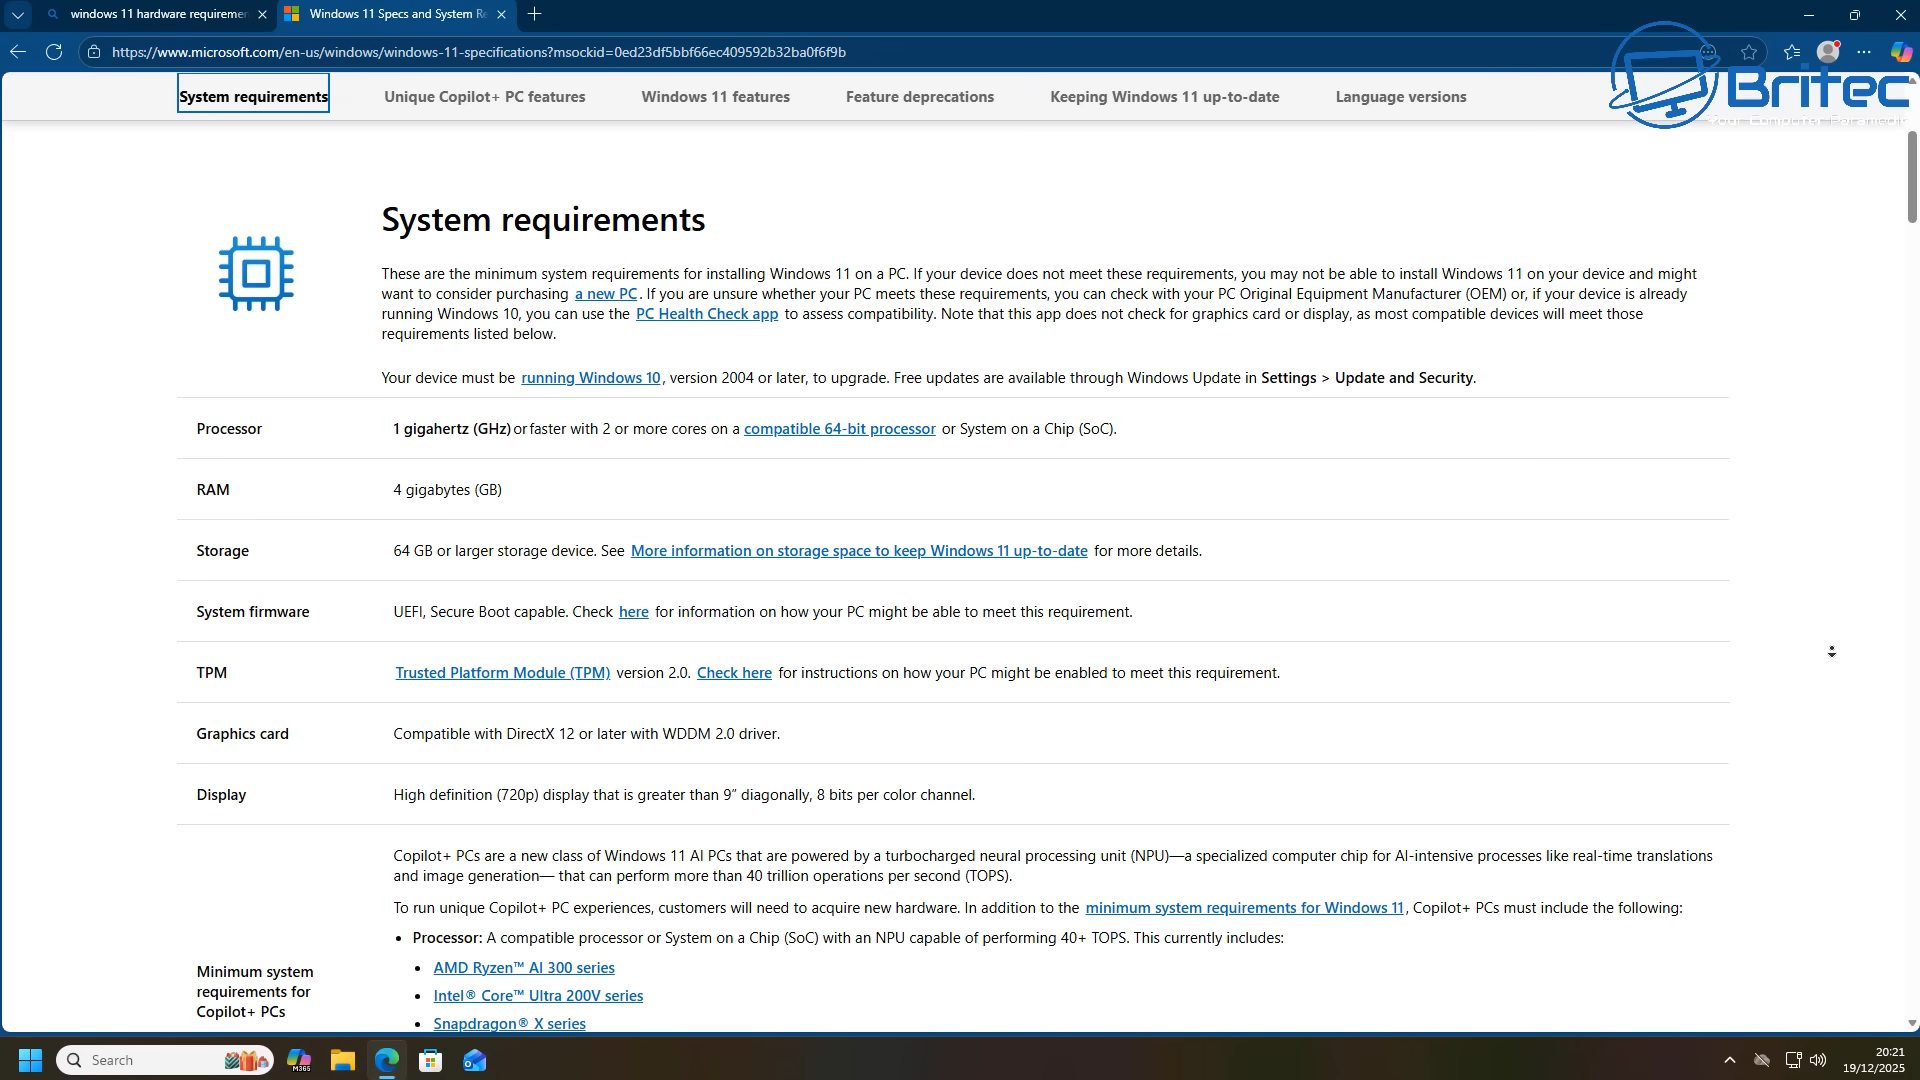 windows 11 hardware requiremen
Windows 11 Specs and System Re
https://www.microsoft.com/en-us/windows/windows-11-specifications?msockid=0ed23df5bbf66ec409592b32ba0f6f9b
System requirements
Unique Copilot+ PC features
Windows 11 features
Feature deprecations
Keeping Windows 11 up-to-date
Language versions
Britec
Your Computer Paramedic
System requirements
These are the minimum system requirements for installing Windows 11 on a PC. If your device does not meet these requirements, you may not be able to install Windows 11 on your device and might
want to consider purchasing a new PC. If you are unsure whether your PC meets these requirements, you can check with your PC Original Equipment Manufacturer (OEM) or, if your device is already
running Windows 10, you can use the PC Health Check app to assess compatibility. Note that this app does not check for graphics card or display, as most compatible devices will meet those
requirements listed below.
Your device must be running Windows 10, version 2004 or later, to upgrade. Free updates are available through Windows Update in Settings > Update and Security.
Processor 1 gigahertz (GHz) or faster with 2 or more cores on a compatible 64-bit processor or System on a Chip (SoC).
RAM 4 gigabytes (GB)
Storage 64 GB or larger storage device. See More information on storage space to keep Windows 11 up-to-date for more details.
System firmware UEFI, Secure Boot capable. Check here for information on how your PC might be able to meet this requirement.
TPM Trusted Platform Module (TPM) version 2.0. Check here for instructions on how your PC might be enabled to meet this requirement.
Graphics card Compatible with DirectX 12 or later with WDDM 2.0 driver.
Display High definition (720p) display that is greater than 9” diagonally, 8 bits per color channel.
Copilot+ PCs are a new class of Windows 11 AI PCs that are powered by a turbocharged neural processing unit (NPU)—a specialized computer chip for AI-intensive processes like real-time translations
and image generation— that can perform more than 40 trillion operations per second (TOPS).
To run unique Copilot+ PC experiences, customers will need to acquire new hardware. In addition to the minimum system requirements for Windows 11, Copilot+ PCs must include the following:
• Processor: A compatible processor or System on a Chip (SoC) with an NPU capable of performing 40+ TOPS. This currently includes:
• AMD Ryzen™ AI 300 series
• Intel® Core™ Ultra 200V series
• Snapdragon® X series
Minimum system
requirements for
Copilot+ PCs
Search
M365
20:21
19/12/2025